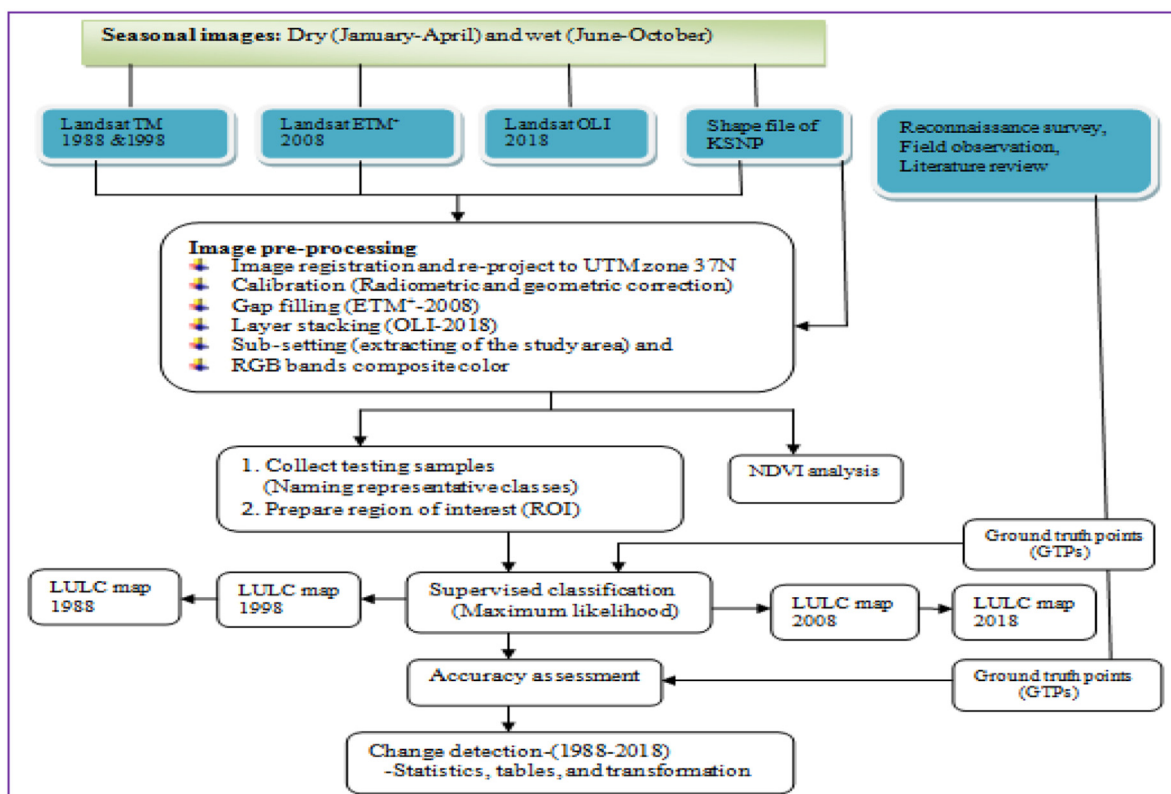 Seasonal images: Dry (January-April) and wet (June-October)
Landsat TM
1988 &1998
Landsat ETM⁺
2008
Landsat OLI
2018
Shape file of
KSNP
Reconnaissance survey,
Field observation,
Literature review
Image pre-processing
Image registration and re-project to UTM zone 37N
Calibration (Radiometric and geometric correction)
Gap filling (ETM⁺-2008)
Layer stacking (OLI-2018)
Sub-setting (extracting of the study area) and
RGB bands composite color
1. Collect testing samples
(Naming representative classes)
2. Prepare region of interest (ROI)
NDVI analysis
Ground truth points
(GTPs)
LULC map
1988
LULC map
1998
Supervised classification
(Maximum likelihood)
LULC map
2008
LULC map
2018
Accuracy assessment
Ground truth points
(GTPs)
Change detection-(1988-2018)
-Statistics, tables, and transformation